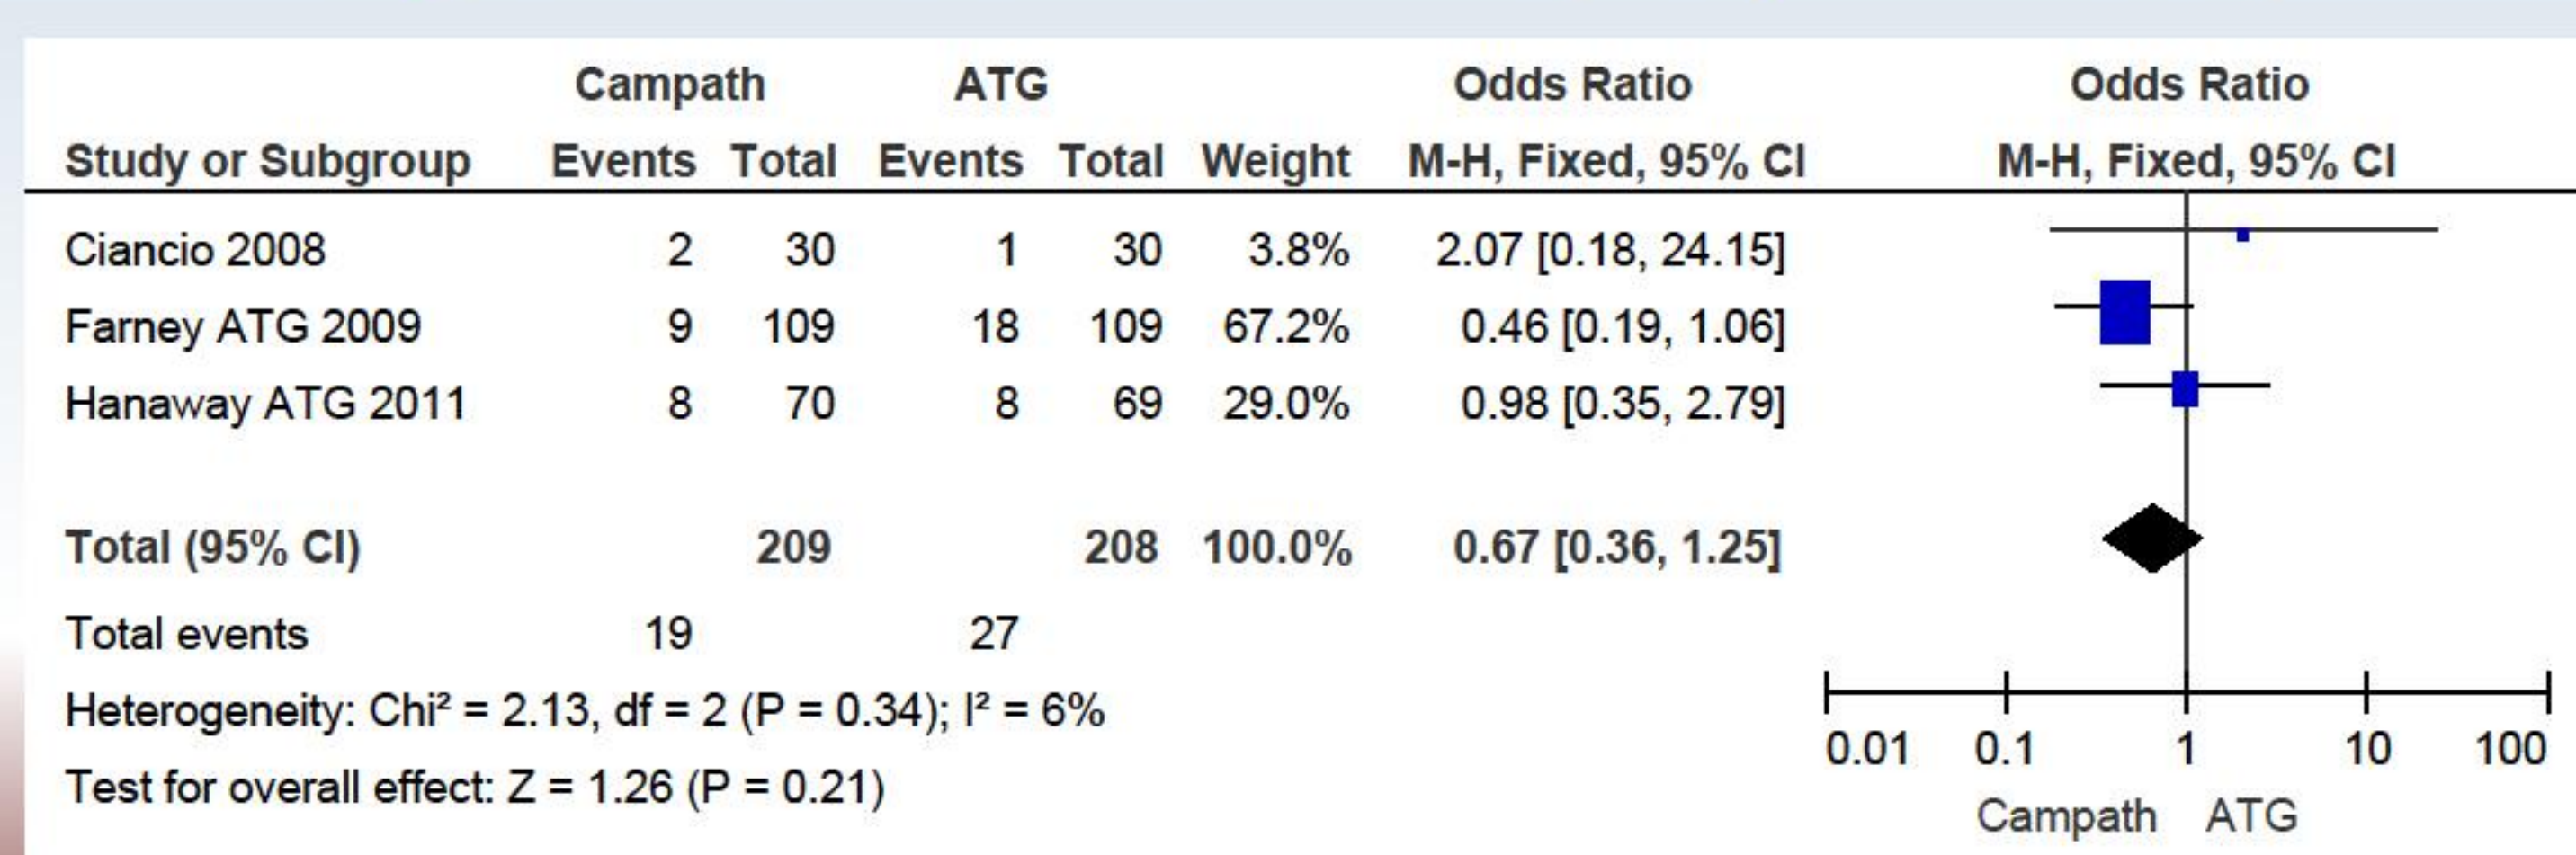 Campath ATG Odds Ratio Odds Ratio
Study or Subgroup Events Total Events Total Weight M-H, Fixed, 95% CI M-H, Fixed, 95% CI
Ciancio 2008 2 30 1 30 3.8% 2.07 [0.18, 24.15]
Farney ATG 2009 9 109 18 109 67.2% 0.46 [0.19, 1.06]
Hanaway ATG 2011 8 70 8 69 29.0% 0.98 [0.35, 2.79]
Total (95% CI) 209 208 100.0% 0.67 [0.36, 1.25]
Total events 19 27
Heterogeneity: Chi² = 2.13, df = 2 (P = 0.34); I² = 6%
Test for overall effect: Z = 1.26 (P = 0.21)
0.01 0.1 1 10 100
Campath ATG